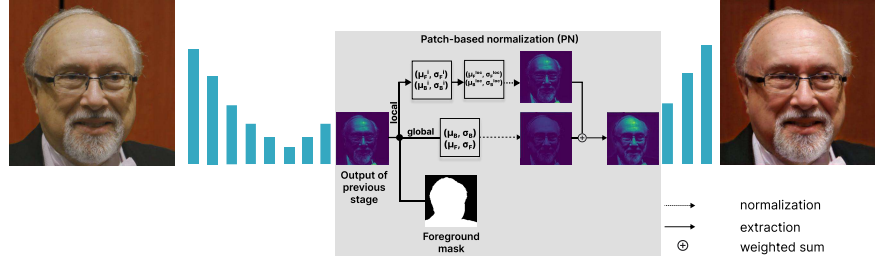 Patch-based normalization (PN)
(μ_F^i, σ_F^i)
(μ_B^i, σ_B^i)
(μ_F^loc, σ_F^loc)
(μ_B^loc, σ_B^loc)
local
global
(μ_B, σ_B)
(μ_F, σ_F)
Output of
previous
stage
Foreground
mask
normalization
extraction
weighted sum